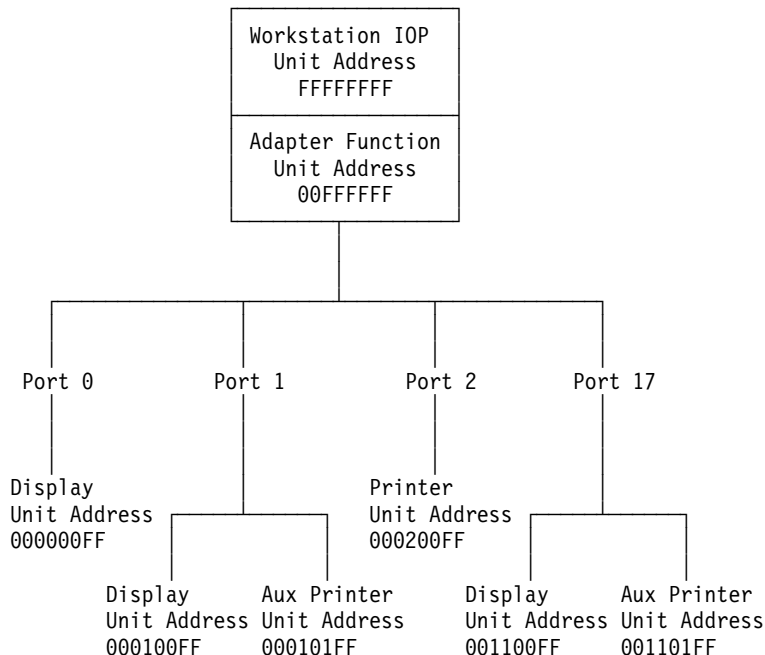 Workstation IOP
Unit Address
FFFFFFFF
Adapter Function
Unit Address
00FFFFFF
Port 0
Port 1
Port 2
Port 17
Display
Unit Address
000000FF
Printer
Unit Address
000200FF
Display
Unit Address
000100FF
Aux Printer
Unit Address
000101FF
Display
Unit Address
001100FF
Aux Printer
Unit Address
001101FF